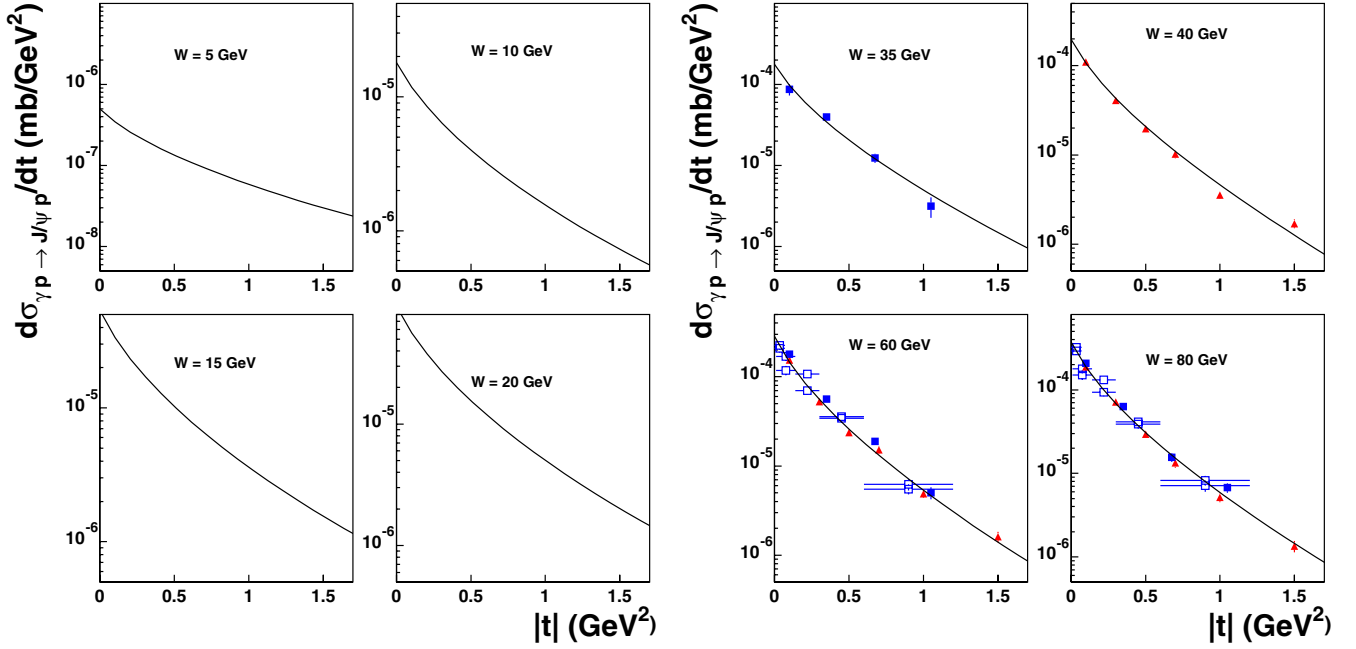 dσγ p → J/ψ p/dt (mb/GeV²)
W = 5 GeV
10⁻⁶
10⁻⁷
10⁻⁸
0 0.5 1 1.5
W = 10 GeV
10⁻⁵
10⁻⁶
0 0.5 1 1.5
W = 15 GeV
10⁻⁵
10⁻⁶
0 0.5 1 1.5
W = 20 GeV
10⁻⁵
10⁻⁶
0 0.5 1 1.5
|t| (GeV²)
dσγ p → J/ψ p/dt (mb/GeV²)
W = 35 GeV
10⁻⁴
10⁻⁵
10⁻⁶
0 0.5 1 1.5
W = 40 GeV
10⁻⁴
10⁻⁵
10⁻⁶
0 0.5 1 1.5
W = 60 GeV
10⁻⁴
10⁻⁵
10⁻⁶
0 0.5 1 1.5
W = 80 GeV
10⁻⁴
10⁻⁵
10⁻⁶
0 0.5 1 1.5
|t| (GeV²)